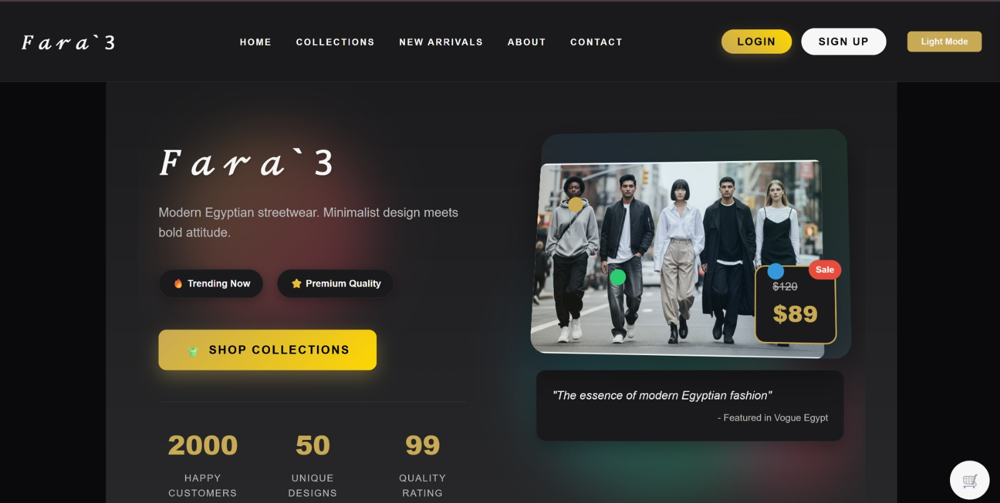 Fara`3
HOME
COLLECTIONS
NEW ARRIVALS
ABOUT
CONTACT
LOGIN
SIGN UP
Light Mode
Fara`3
Modern Egyptian streetwear. Minimalist design meets
bold attitude.
🔥 Trending Now
⭐ Premium Quality
👕 SHOP COLLECTIONS
2000
HAPPY
CUSTOMERS
50
UNIQUE
DESIGNS
99
QUALITY
RATING
Sale
$120
$89
"The essence of modern Egyptian fashion"
- Featured in Vogue Egypt